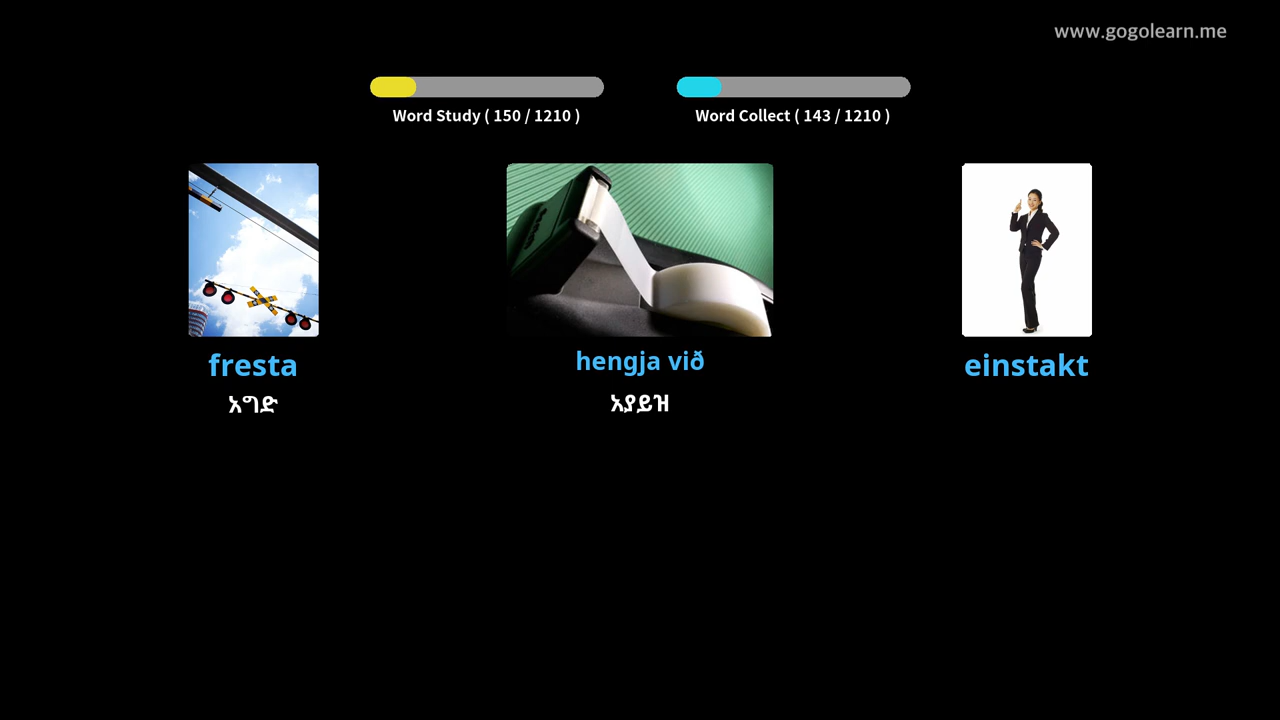 www.gogolearn.me
Word Study ( 150 / 1210 )
Word Collect ( 143 / 1210 )
fresta
አግድ
hengja við
አያይዝ
einstakt